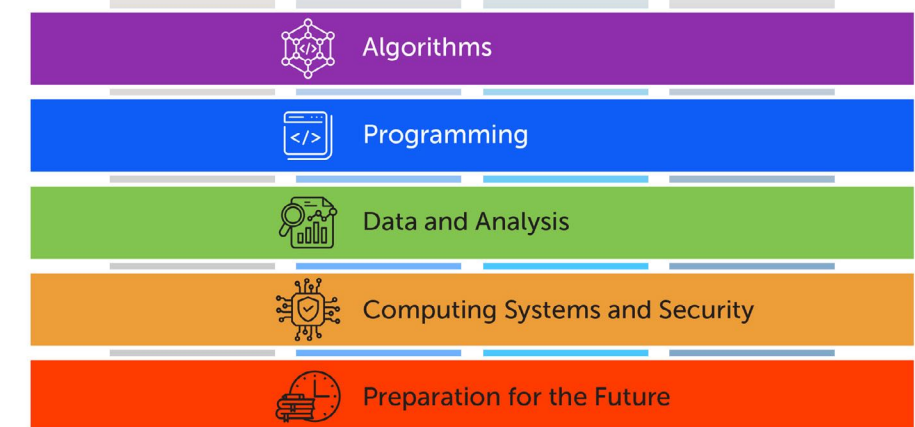 Algorithms
Programming
Data and Analysis
Computing Systems and Security
Preparation for the Future